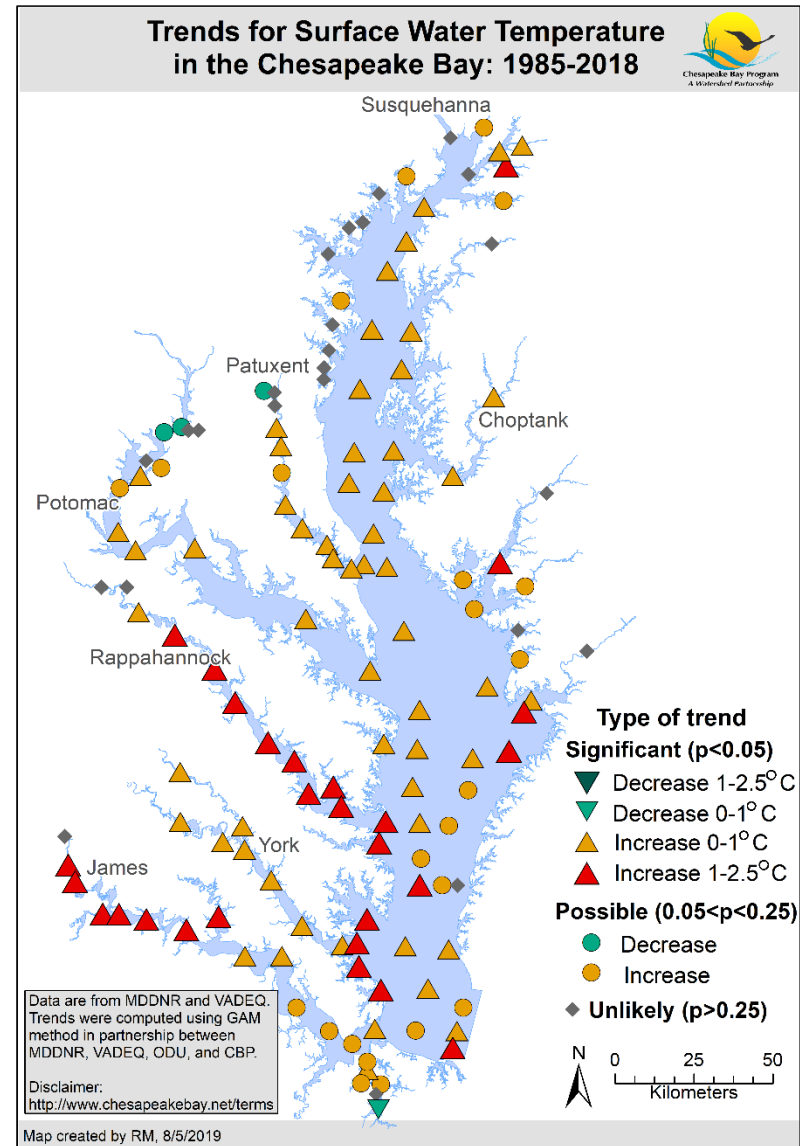 Trends for Surface Water Temperature
in the Chesapeake Bay: 1985-2018
Chesapeake Bay Program
A Watershed Partnership
Susquehanna
Patuxent
Choptank
Potomac
Rappahannock
York
James
Type of trend
Significant (p<0.05)
Decrease 1-2.5°C
Decrease 0-1°C
Increase 0-1°C
Increase 1-2.5°C
Possible (0.05<p<0.25)
Decrease
Increase
Unlikely (p>0.25)
N
0 25 50
Kilometers
Data are from MDDNR and VADEQ.
Trends were computed using GAM
method in partnership between
MDDNR, VADEQ, ODU, and CBP.
Disclaimer:
http://www.chesapeakebay.net/terms
Map created by RM, 8/5/2019